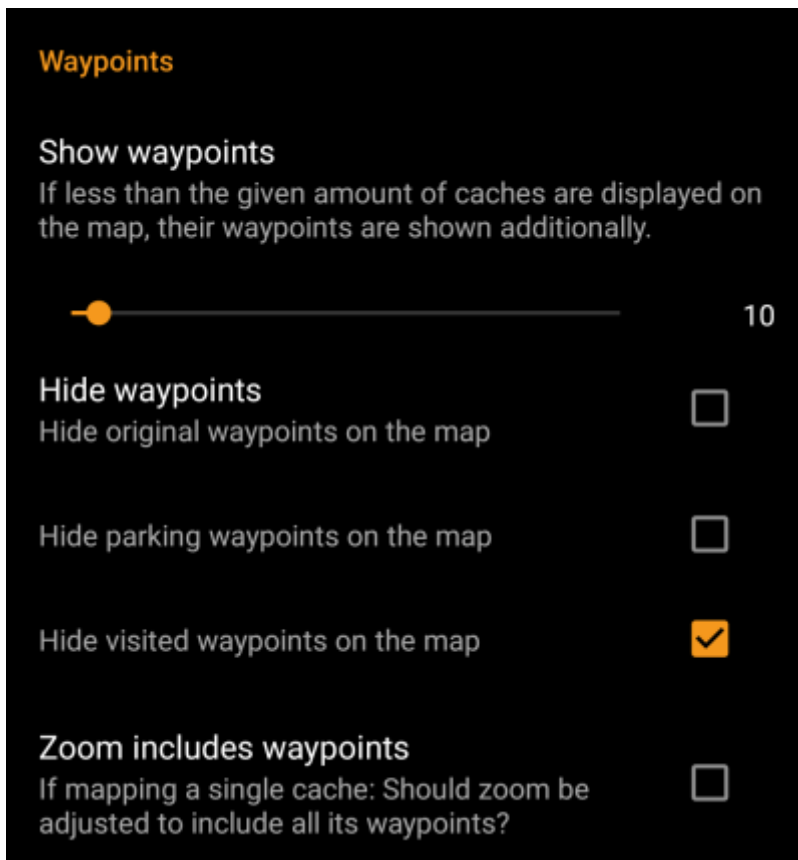 Waypoints
Show waypoints
If less than the given amount of caches are displayed on
the map, their waypoints are shown additionally.
10
Hide waypoints
Hide original waypoints on the map
Hide parking waypoints on the map
Hide visited waypoints on the map
Zoom includes waypoints
If mapping a single cache: Should zoom be
adjusted to include all its waypoints?